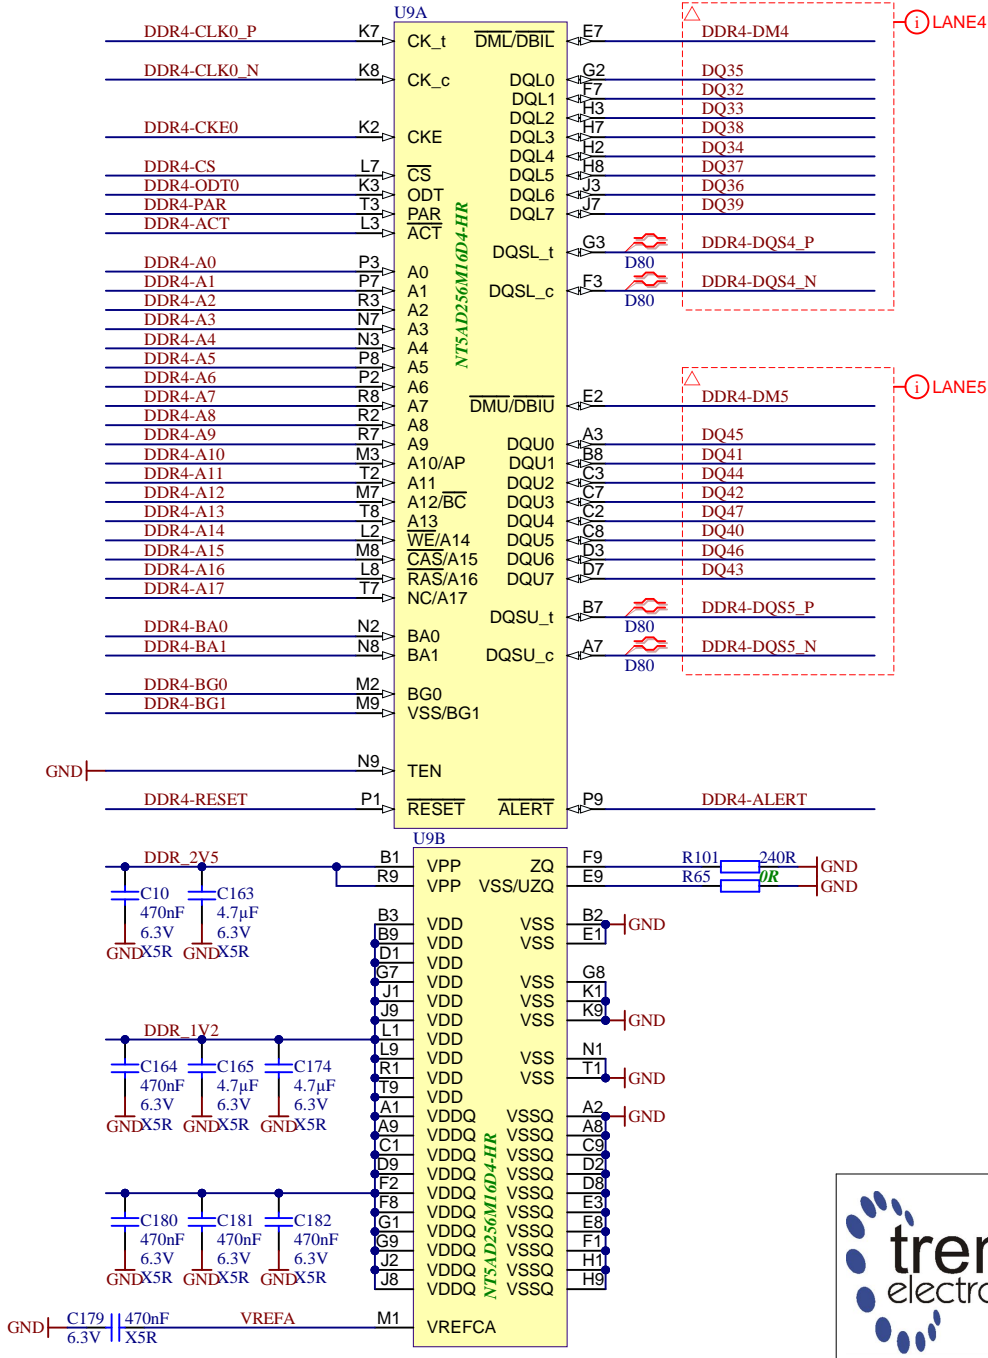 U9A
DDR4-CLK0_P K7 CK_t DML/DBIL E7 DDR4-DM4 i LANE4
DDR4-CLK0_N K8 CK_c DQL0 G2 DQ35
DQL1 F7 DQ32
DQL2 H3 DQ33
DDR4-CKE0 K2 CKE DQL3 H7 DQ38
DQL4 H2 DQ34
DDR4-CS L7 CS DQL5 H8 DQ37
DDR4-ODT0 K3 ODT DQL6 J3 DQ36
DDR4-PAR T3 PAR DQL7 J7 DQ39
DDR4-ACT L3 ACT
DQSL_t G3 D80 DDR4-DQS4_P
DDR4-A0 P3 A0
DDR4-A1 P7 A1 DQSL_c F3 D80 DDR4-DQS4_N
DDR4-A2 R3 A2
DDR4-A3 N7 A3
DDR4-A4 N3 A4
DDR4-A5 P8 A5
DDR4-A6 P2 A6
DDR4-A7 R8 A7 DMU/DBIU E2 DDR4-DM5 i LANE5
DDR4-A8 R2 A8
DDR4-A9 R7 A9 DQU0 A3 DQ45
DDR4-A10 M3 A10/AP DQU1 B8 DQ41
DDR4-A11 T2 A11 DQU2 C3 DQ44
DDR4-A12 M7 A12/BC DQU3 C7 DQ42
DDR4-A13 T8 A13 DQU4 C2 DQ47
DDR4-A14 L2 WE/A14 DQU5 C8 DQ40
DDR4-A15 M8 CAS/A15 DQU6 D3 DQ46
DDR4-A16 L8 RAS/A16 DQU7 D7 DQ43
DDR4-A17 T7 NC/A17
DQSU_t B7 D80 DDR4-DQS5_P
DDR4-BA0 N2 BA0
DDR4-BA1 N8 BA1 DQSU_c A7 D80 DDR4-DQS5_N
DDR4-BG0 M2 BG0
DDR4-BG1 M9 VSS/BG1
GND N9 TEN
DDR4-RESET P1 RESET ALERT P9 DDR4-ALERT
NT5AD256M16D4-HR
U9B
DDR_2V5 B1 VPP ZQ F9 R101 240R GND
R9 VPP VSS/UZQ E9 R65 0R GND
C10 C163
470nF 4.7µF
6.3V 6.3V
GND X5R GND X5R
B3 VDD VSS B2 GND
B9 VDD VSS E1
D1 VDD
G7 VDD VSS G8
J1 VDD VSS K1
J9 VDD VSS K9 GND
DDR_1V2 L1 VDD
L9 VDD VSS N1
R1 VDD VSS T1 GND
T9 VDD
C164 C165 C174
470nF 4.7µF 4.7µF
6.3V 6.3V 6.3V
GND X5R GND X5R GND X5R
A1 VDDQ VSSQ A2 GND
A9 VDDQ VSSQ A8
C1 VDDQ VSSQ C9
D9 VDDQ VSSQ D2
F2 VDDQ VSSQ D8
F8 VDDQ VSSQ E3
G1 VDDQ VSSQ E8
G9 VDDQ VSSQ F1
J2 VDDQ VSSQ H1
J8 VDDQ VSSQ H9
C180 C181 C182
470nF 470nF 470nF
6.3V 6.3V 6.3V
GND X5R GND X5R GND X5R
GND C179 470nF VREFA M1 VREFCA
6.3V X5R
NT5AD256M16D4-HR
tren
electro